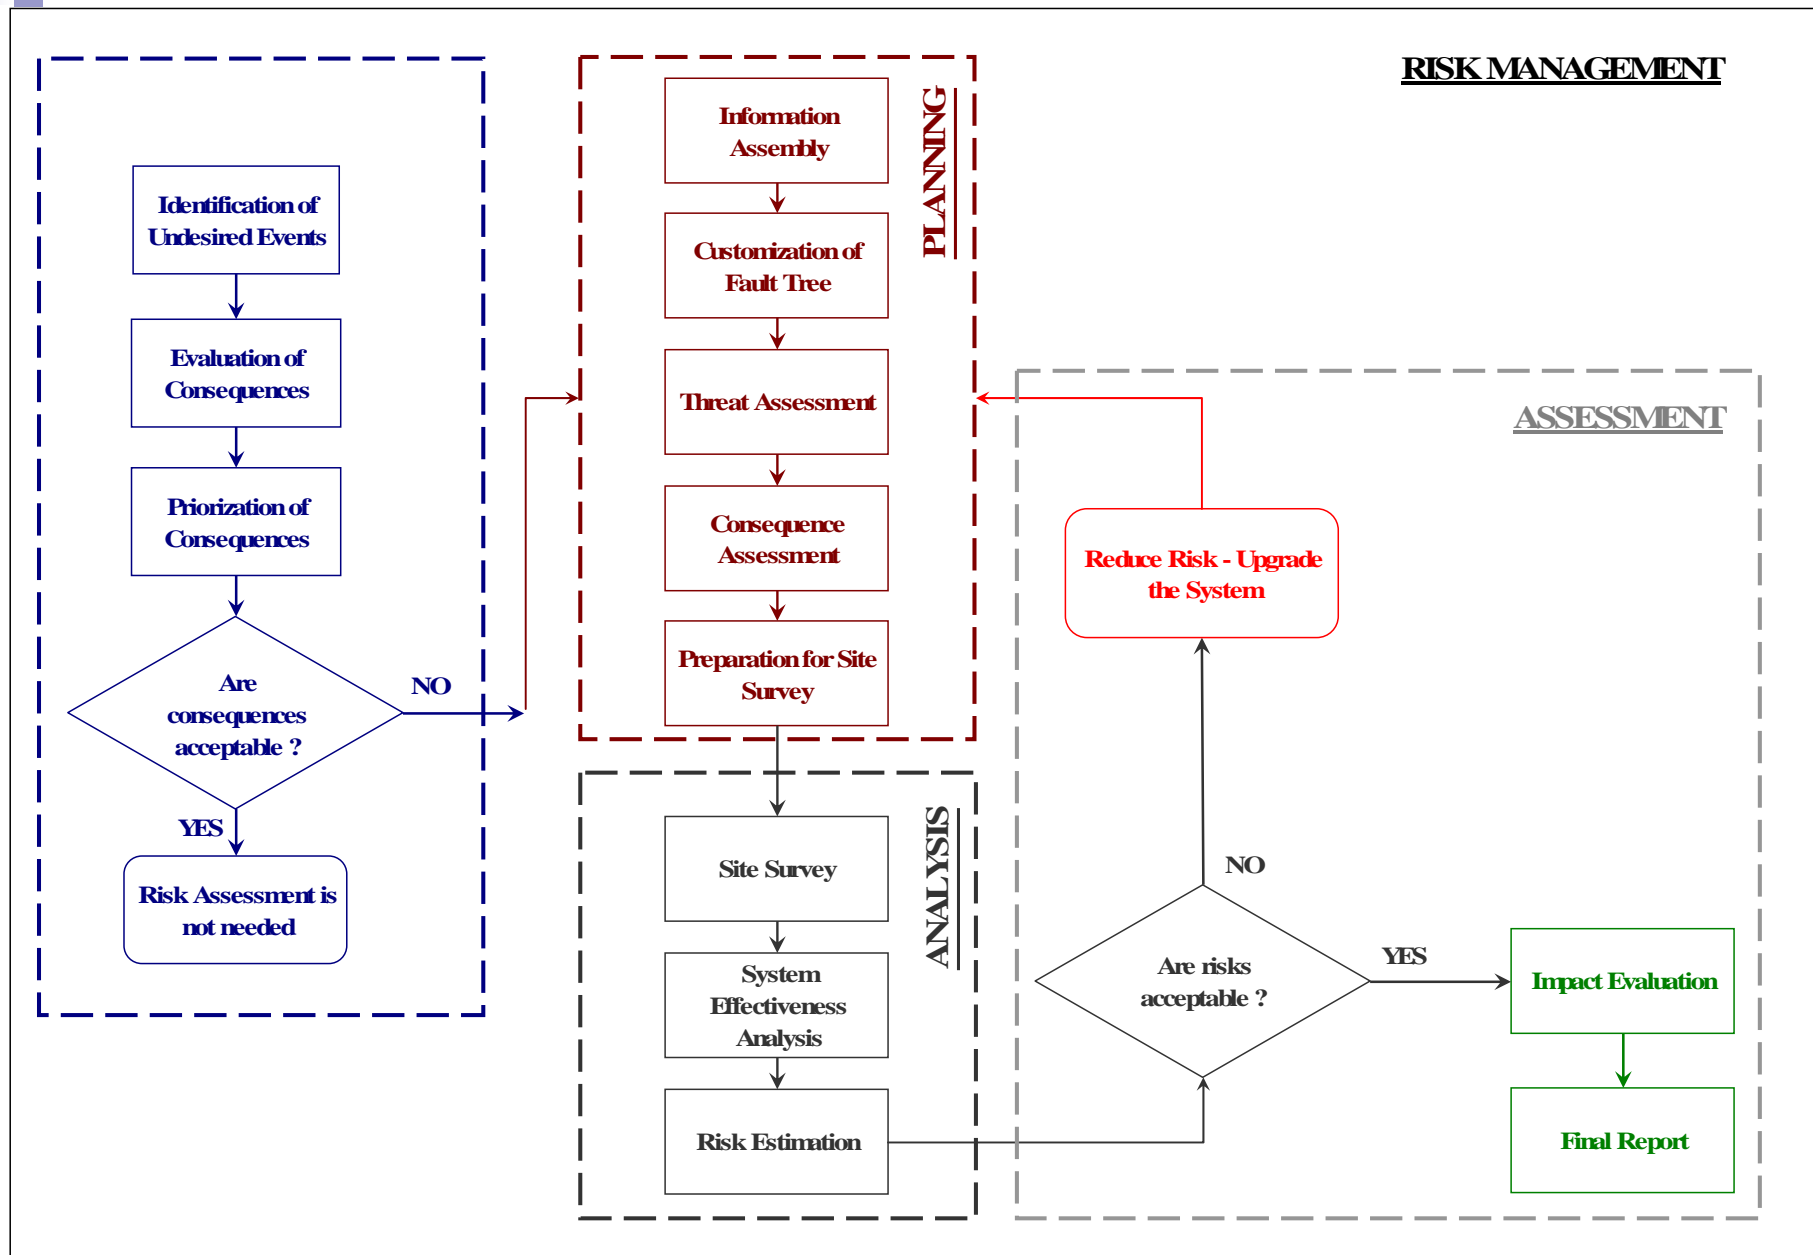 RISK MANAGEMENT
Identification of
Undesired Events
Evaluation of
Consequences
Priorization of
Consequences
Are
consequences
acceptable ?
NO
YES
Risk Assessment is
not needed
PLANNING
Information
Assembly
Customization of
Fault Tree
Threat Assessment
Consequence
Assessment
Preparation for Site
Survey
ANALYSIS
Site Survey
System
Effectiveness
Analysis
Risk Estimation
ASSESSMENT
Reduce Risk - Upgrade
the System
NO
Are risks
acceptable ?
YES
Impact Evaluation
Final Report